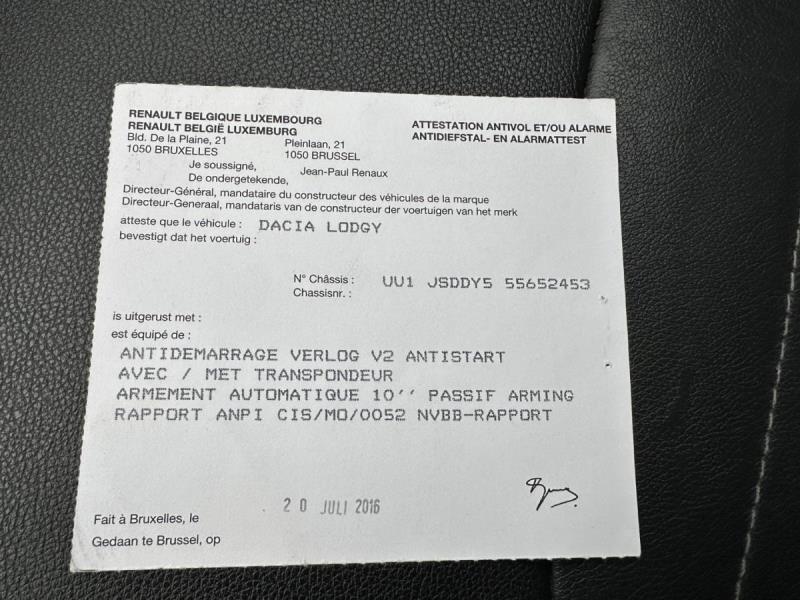 RENAULT BELGIQUE LUXEMBOURG
RENAULT BELGIË LUXEMBURG
Bld. De la Plaine, 21 Pleinlaan, 21
1050 BRUXELLES 1050 BRUSSEL
ATTESTATION ANTIVOL ET/OU ALARME
ANTIDIEFSTAL- EN ALARMATTEST
Je soussigné,
De ondergetekende, Jean-Paul Renaux
Directeur-Général, mandataire du constructeur des véhicules de la marque
Directeur-Generaal, mandataris van de constructeur der voertuigen van het merk
atteste que le véhicule : DACIA LODGY
bevestigt dat het voertuig :
N° Châssis : UU1 JSDDY5 55652453
Chassisnr. :
is uitgerust met :
est équipé de :
ANTIDEMARRAGE VERLOG V2 ANTISTART
AVEC / MET TRANSPONDEUR
ARMEMENT AUTOMATIQUE 10'' PASSIF ARMING
RAPPORT ANPI CIS/MO/0052 NVBB-RAPPORT
20 JULI 2016
Fait à Bruxelles, le
Gedaan te Brussel, op